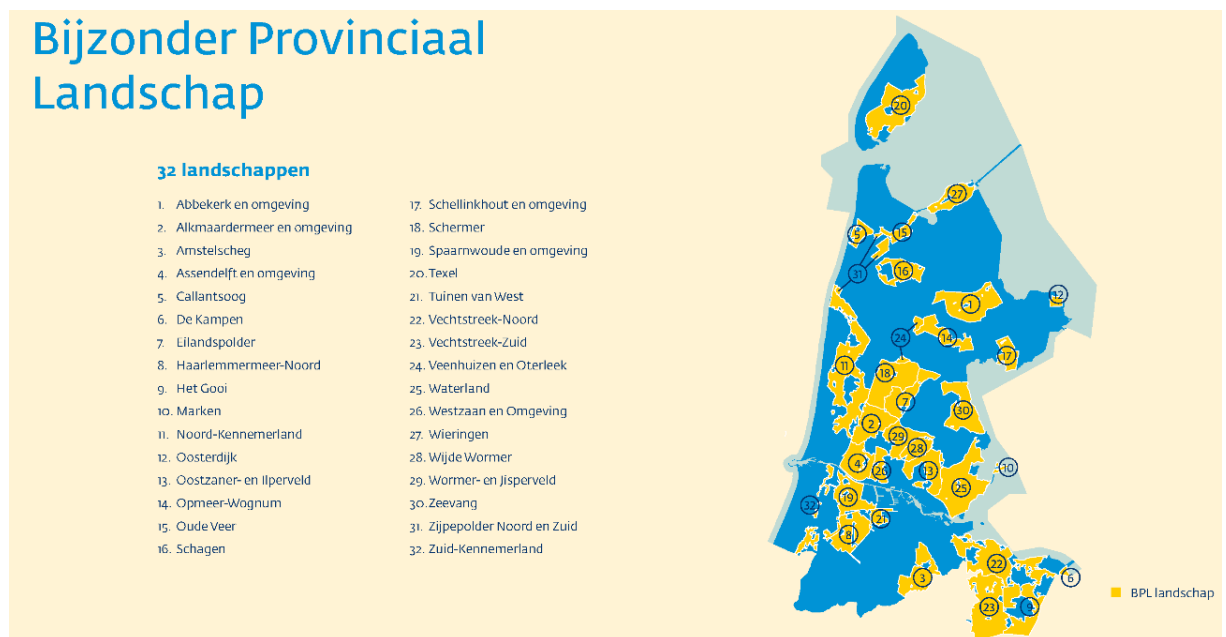 Bijzonder Provinciaal
Landschap
32 landschappen
1. Abbekerk en omgeving
2. Alkmaardermeer en omgeving
3. Amstelscheg
4. Assendelft en omgeving
5. Callantsoog
6. De Kampen
7. Eilandspolder
8. Haarlemmermeer-Noord
9. Het Gooi
10. Marken
11. Noord-Kennemerland
12. Oosterdijk
13. Oostzaner- en Ilperveld
14. Opmeer-Wognum
15. Oude Veer
16. Schagen
17. Schellinkhout en omgeving
18. Schermer
19. Spaarnwoude en omgeving
20. Texel
21. Tuinen van West
22. Vechtstreek-Noord
23. Vechtstreek-Zuid
24. Veenhuizen en Oterleek
25. Waterland
26. Westzaan en Omgeving
27. Wieringen
28. Wijde Wormer
29. Wormer- en Jisperveld
30. Zeevang
31. Zijpepolder Noord en Zuid
32. Zuid-Kennemerland
20
27
5
15
31
16
12
1
24
14
17
11
18
7
30
2
29
28
4
26
13
10
25
19
32
21
8
22
3
6
23
9
BPL landschap